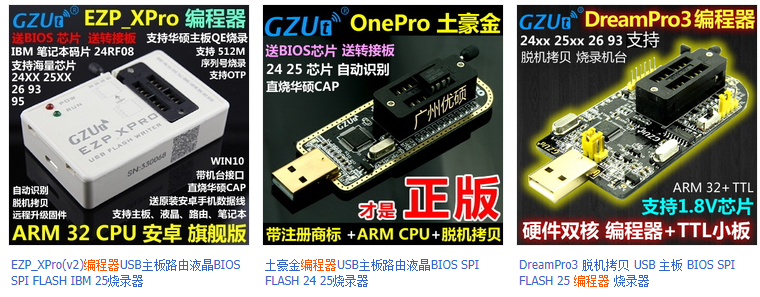 EZP_XPro 编程器
送BIOS 芯片 送转接板
IBM 笔记本码片 24RF08
支持海量芯片
24XX 25XX
26 93
95
支持华硕主板QE烧录
支持 512M
序列号烧录
支持OTP
POW
RUN
GZUt
EZP XPRO
USB FLASH WRITER
SN:330068
WIN10
带机台接口
直烧华硕CAP
送原装安卓手机数据线
支持主板、液晶、路由、笔记本
自动识别
脱机拷贝
远程升级固件
ARM 32 CPU 安卓 旗舰版
EZP_XPro(v2)编程器USB主板路由液晶BIOS
SPI FLASH IBM 25烧录器
GZUt
OnePro 土豪金
送BIOS芯片 送转接板
24 25 芯片 自动识别
直烧华硕CAP
广州优硕
GZUt
才是 正版
带注册商标 +ARM CPU+脱机拷贝
土豪金编程器USB主板路由液晶BIOS SPI
FLASH 24 25烧录器
GZUt
DreamPro3 编程器
24xx 25xx 26 93 支持
脱机拷贝 烧录机台
GZUt
ARM 32+TTL
支持1.8V芯片
硬件双核 编程器+TTL小板
DreamPro3 脱机拷贝 USB 主板 BIOS SPI
FLASH 25 编程器 烧录器